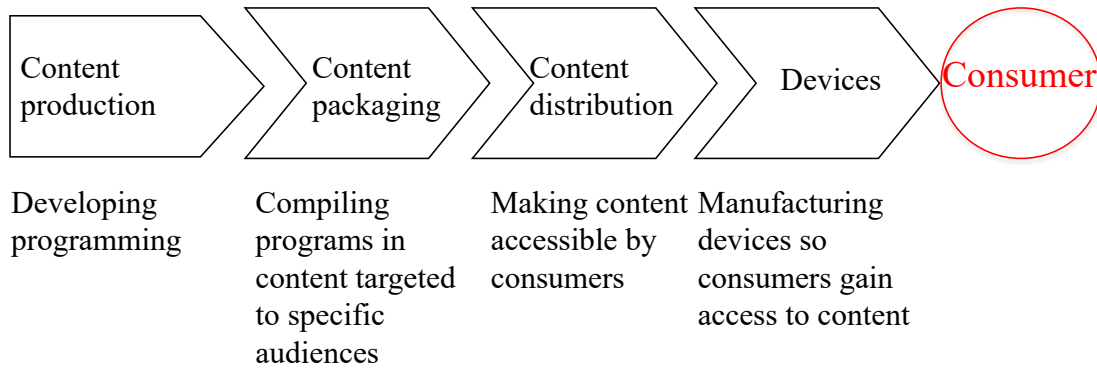 Content
production
Content
packaging
Content
distribution
Devices
Consumer
Developing
programming
Compiling
programs in
content targeted
to specific
audiences
Making content
accessible by
consumers
Manufacturing
devices so
consumers gain
access to content